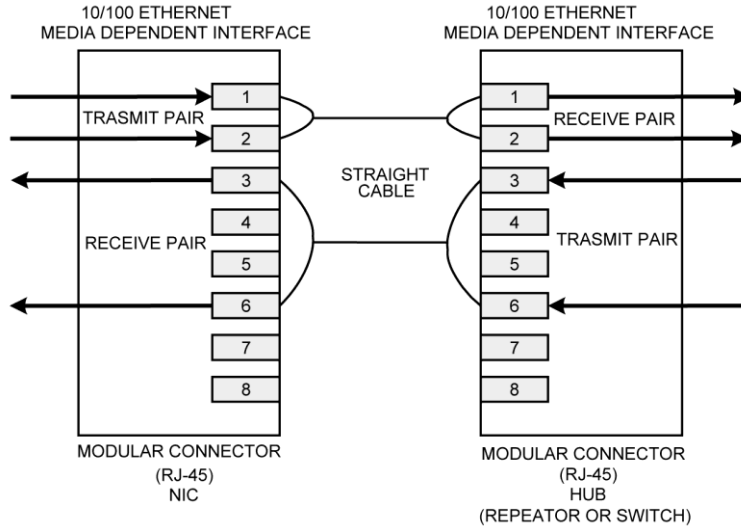 10/100 ETHERNET
MEDIA DEPENDENT INTERFACE
10/100 ETHERNET
MEDIA DEPENDENT INTERFACE
TRASMIT PAIR
RECEIVE PAIR
1
2
3
4
5
6
7
8
STRAIGHT
CABLE
1
2
3
4
5
6
7
8
RECEIVE PAIR
TRASMIT PAIR
MODULAR CONNECTOR
(RJ-45)
NIC
MODULAR CONNECTOR
(RJ-45)
HUB
(REPEATOR OR SWITCH)